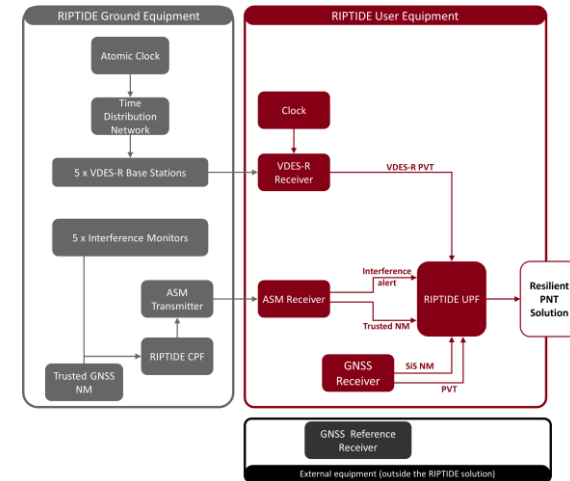 RIPTIDE Ground Equipment
Atomic Clock
Time
Distribution
Network
5 x VDES-R Base Stations
5 x Interference Monitors
ASM
Transmitter
RIPTIDE CPF
Trusted GNSS
NM
RIPTIDE User Equipment
Clock
VDES-R
Receiver
VDES-R PVT
ASM Receiver
Interference
alert
Trusted NM
RIPTIDE UPF
GNSS
Receiver
SiS NM
PVT
Resilient
PNT
Solution
GNSS Reference
Receiver
External equipment (outside the RIPTIDE solution)